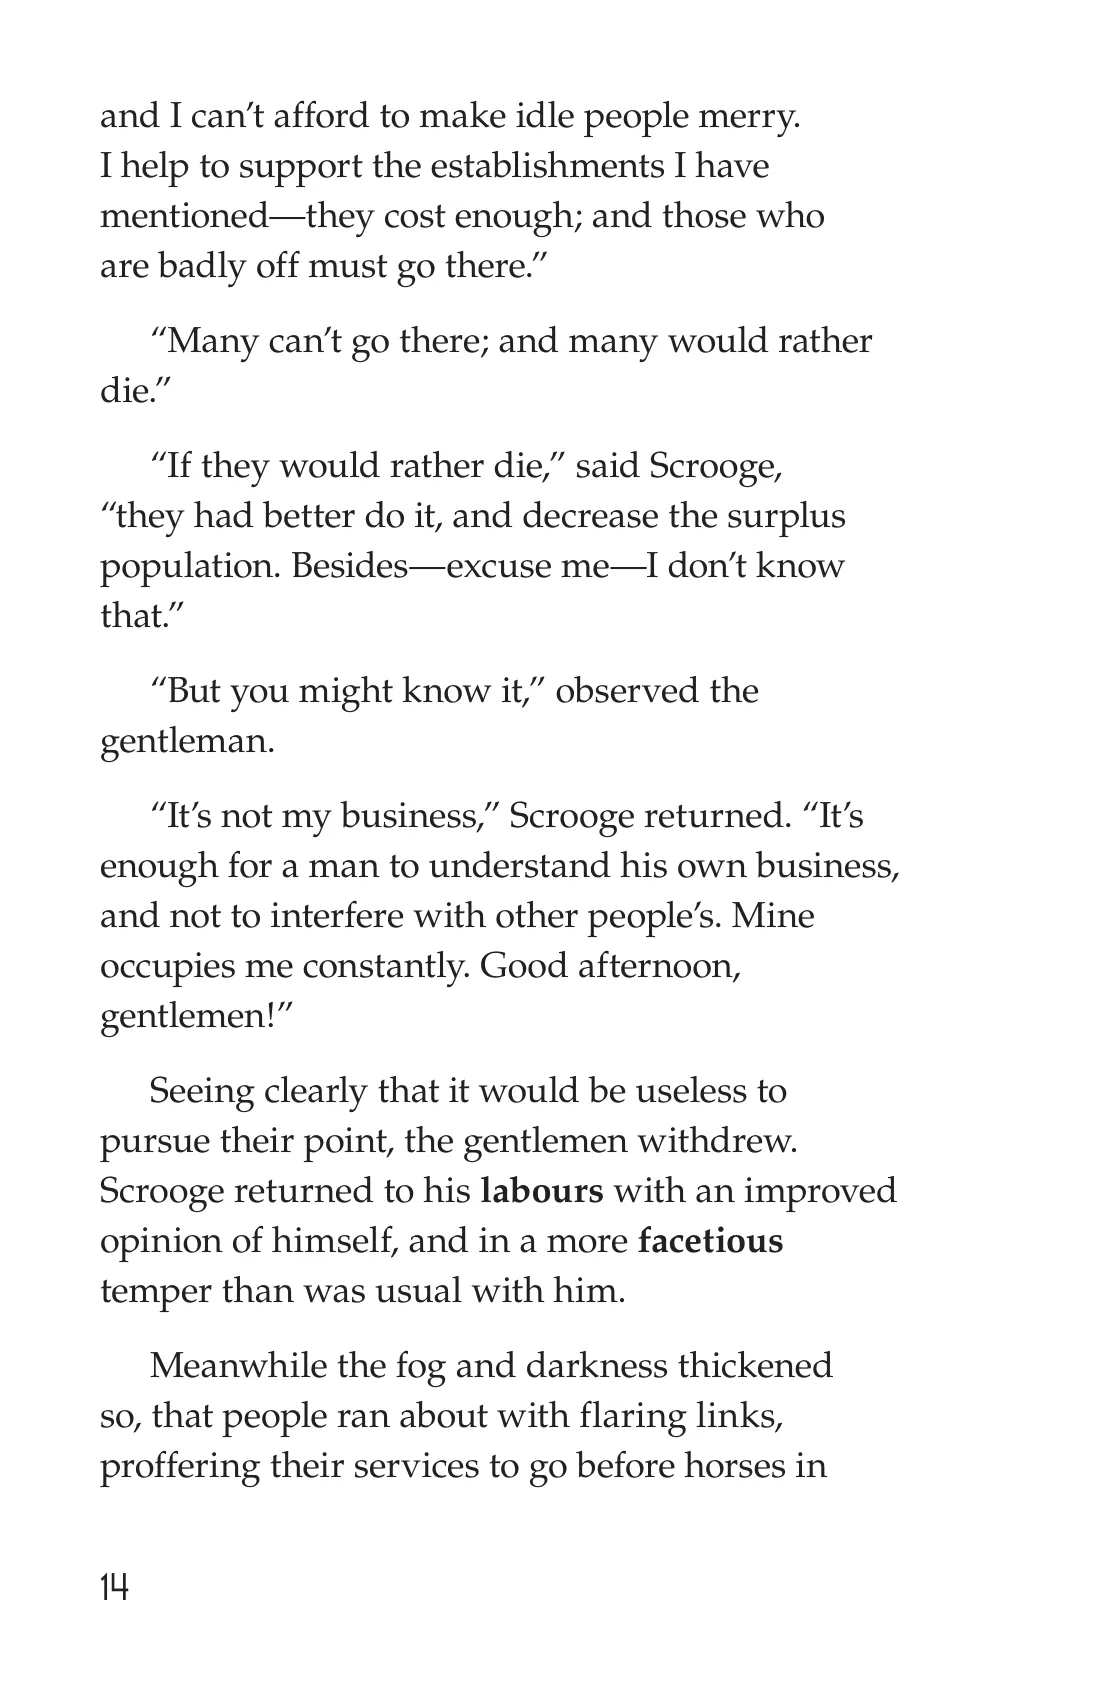 and I can’t afford to make idle people merry.
I help to support the establishments I have
mentioned—they cost enough; and those who
are badly off must go there.”
“Many can’t go there; and many would rather
die.”
“If they would rather die,” said Scrooge,
“they had better do it, and decrease the surplus
population. Besides—excuse me—I don’t know
that.”
“But you might know it,” observed the
gentleman.
“It’s not my business,” Scrooge returned. “It’s
enough for a man to understand his own business,
and not to interfere with other people’s. Mine
occupies me constantly. Good afternoon,
gentlemen!”
Seeing clearly that it would be useless to
pursue their point, the gentlemen withdrew.
Scrooge returned to his labours with an improved
opinion of himself, and in a more facetious
temper than was usual with him.
Meanwhile the fog and darkness thickened
so, that people ran about with flaring links,
proffering their services to go before horses in
14